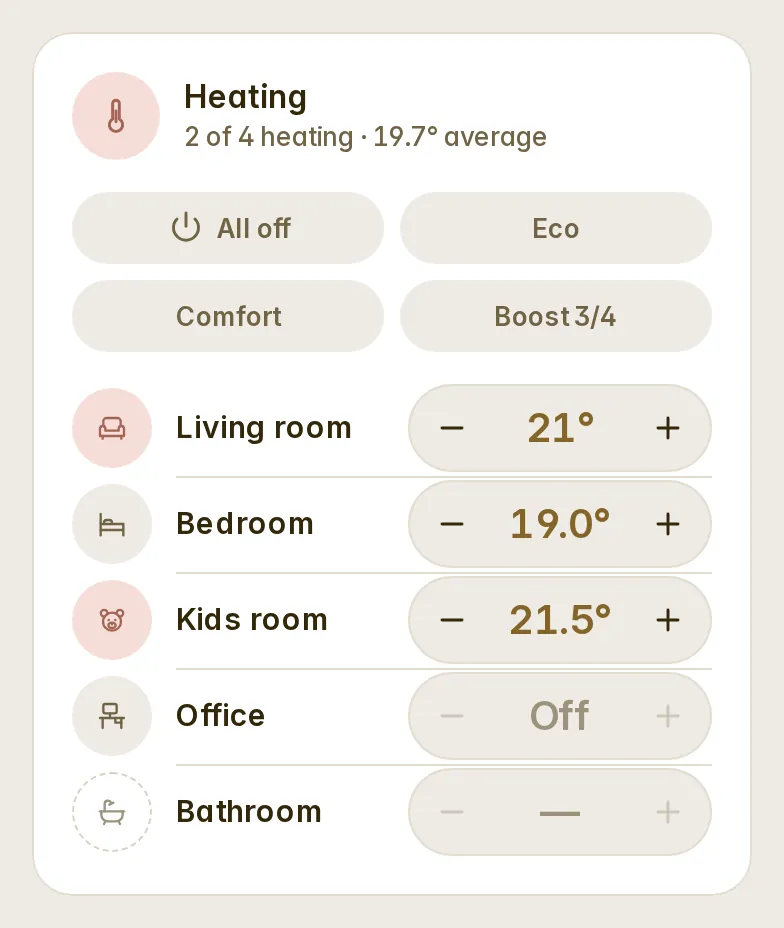 Heating
2 of 4 heating · 19.7° average
All off
Eco
Comfort
Boost 3/4
Living room
− 21° +
Bedroom
− 19.0° +
Kids room
− 21.5° +
Office
− Off +
Bathroom
− — +